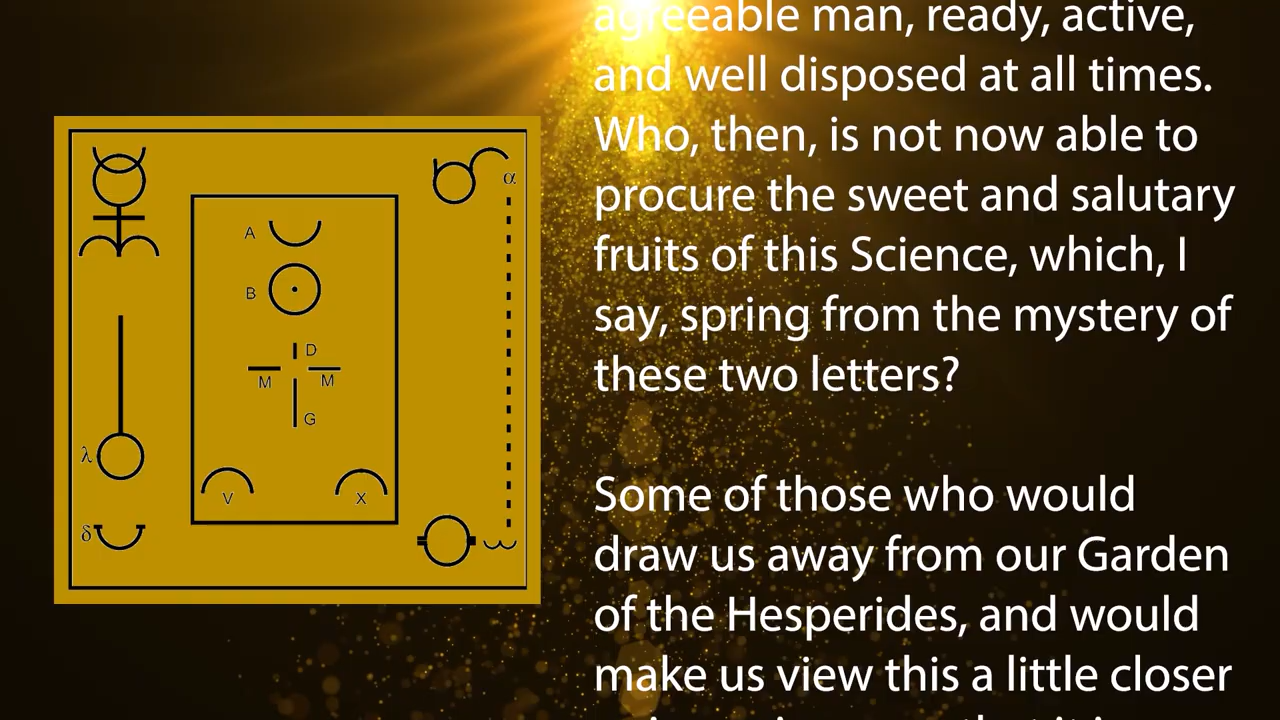 α
A
B
D
M M
G
λ
V X
δ
agreeable man, ready, active,
and well disposed at all times.
Who, then, is not now able to
procure the sweet and salutary
fruits of this Science, which, I
say, spring from the mystery of
these two letters?
Some of those who would
draw us away from our Garden
of the Hesperides, and would
make us view this a little closer